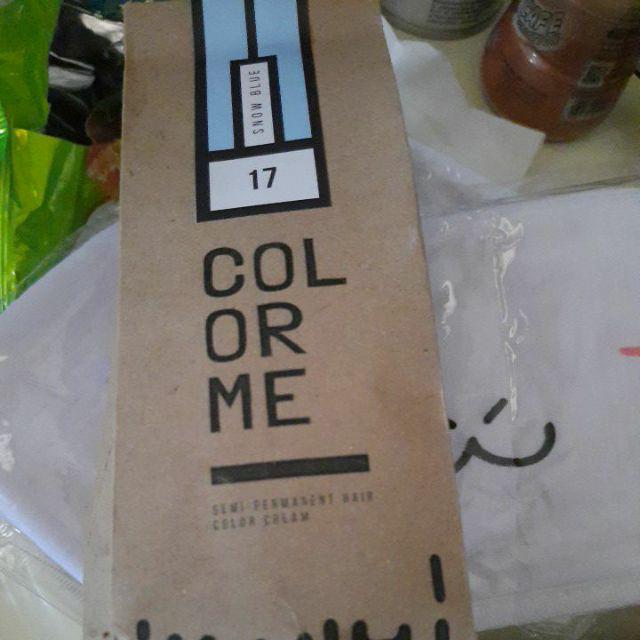 SNOW BLUE
17
COL
OR
ME
SEMI-PERMANENT HAIR
COLOR CREAM